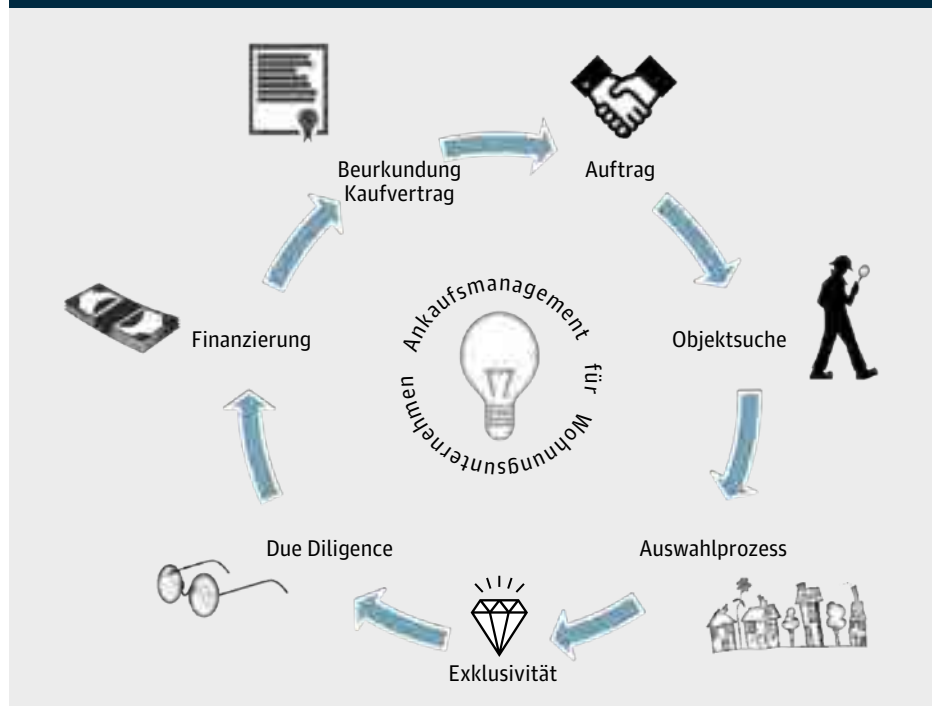 Beurkundung
Kaufvertrag
Auftrag
Finanzierung
Ankaufsmanagement für Wohnungsunternehmen
Objektsuche
Due Diligence
Auswahlprozess
Exklusivität